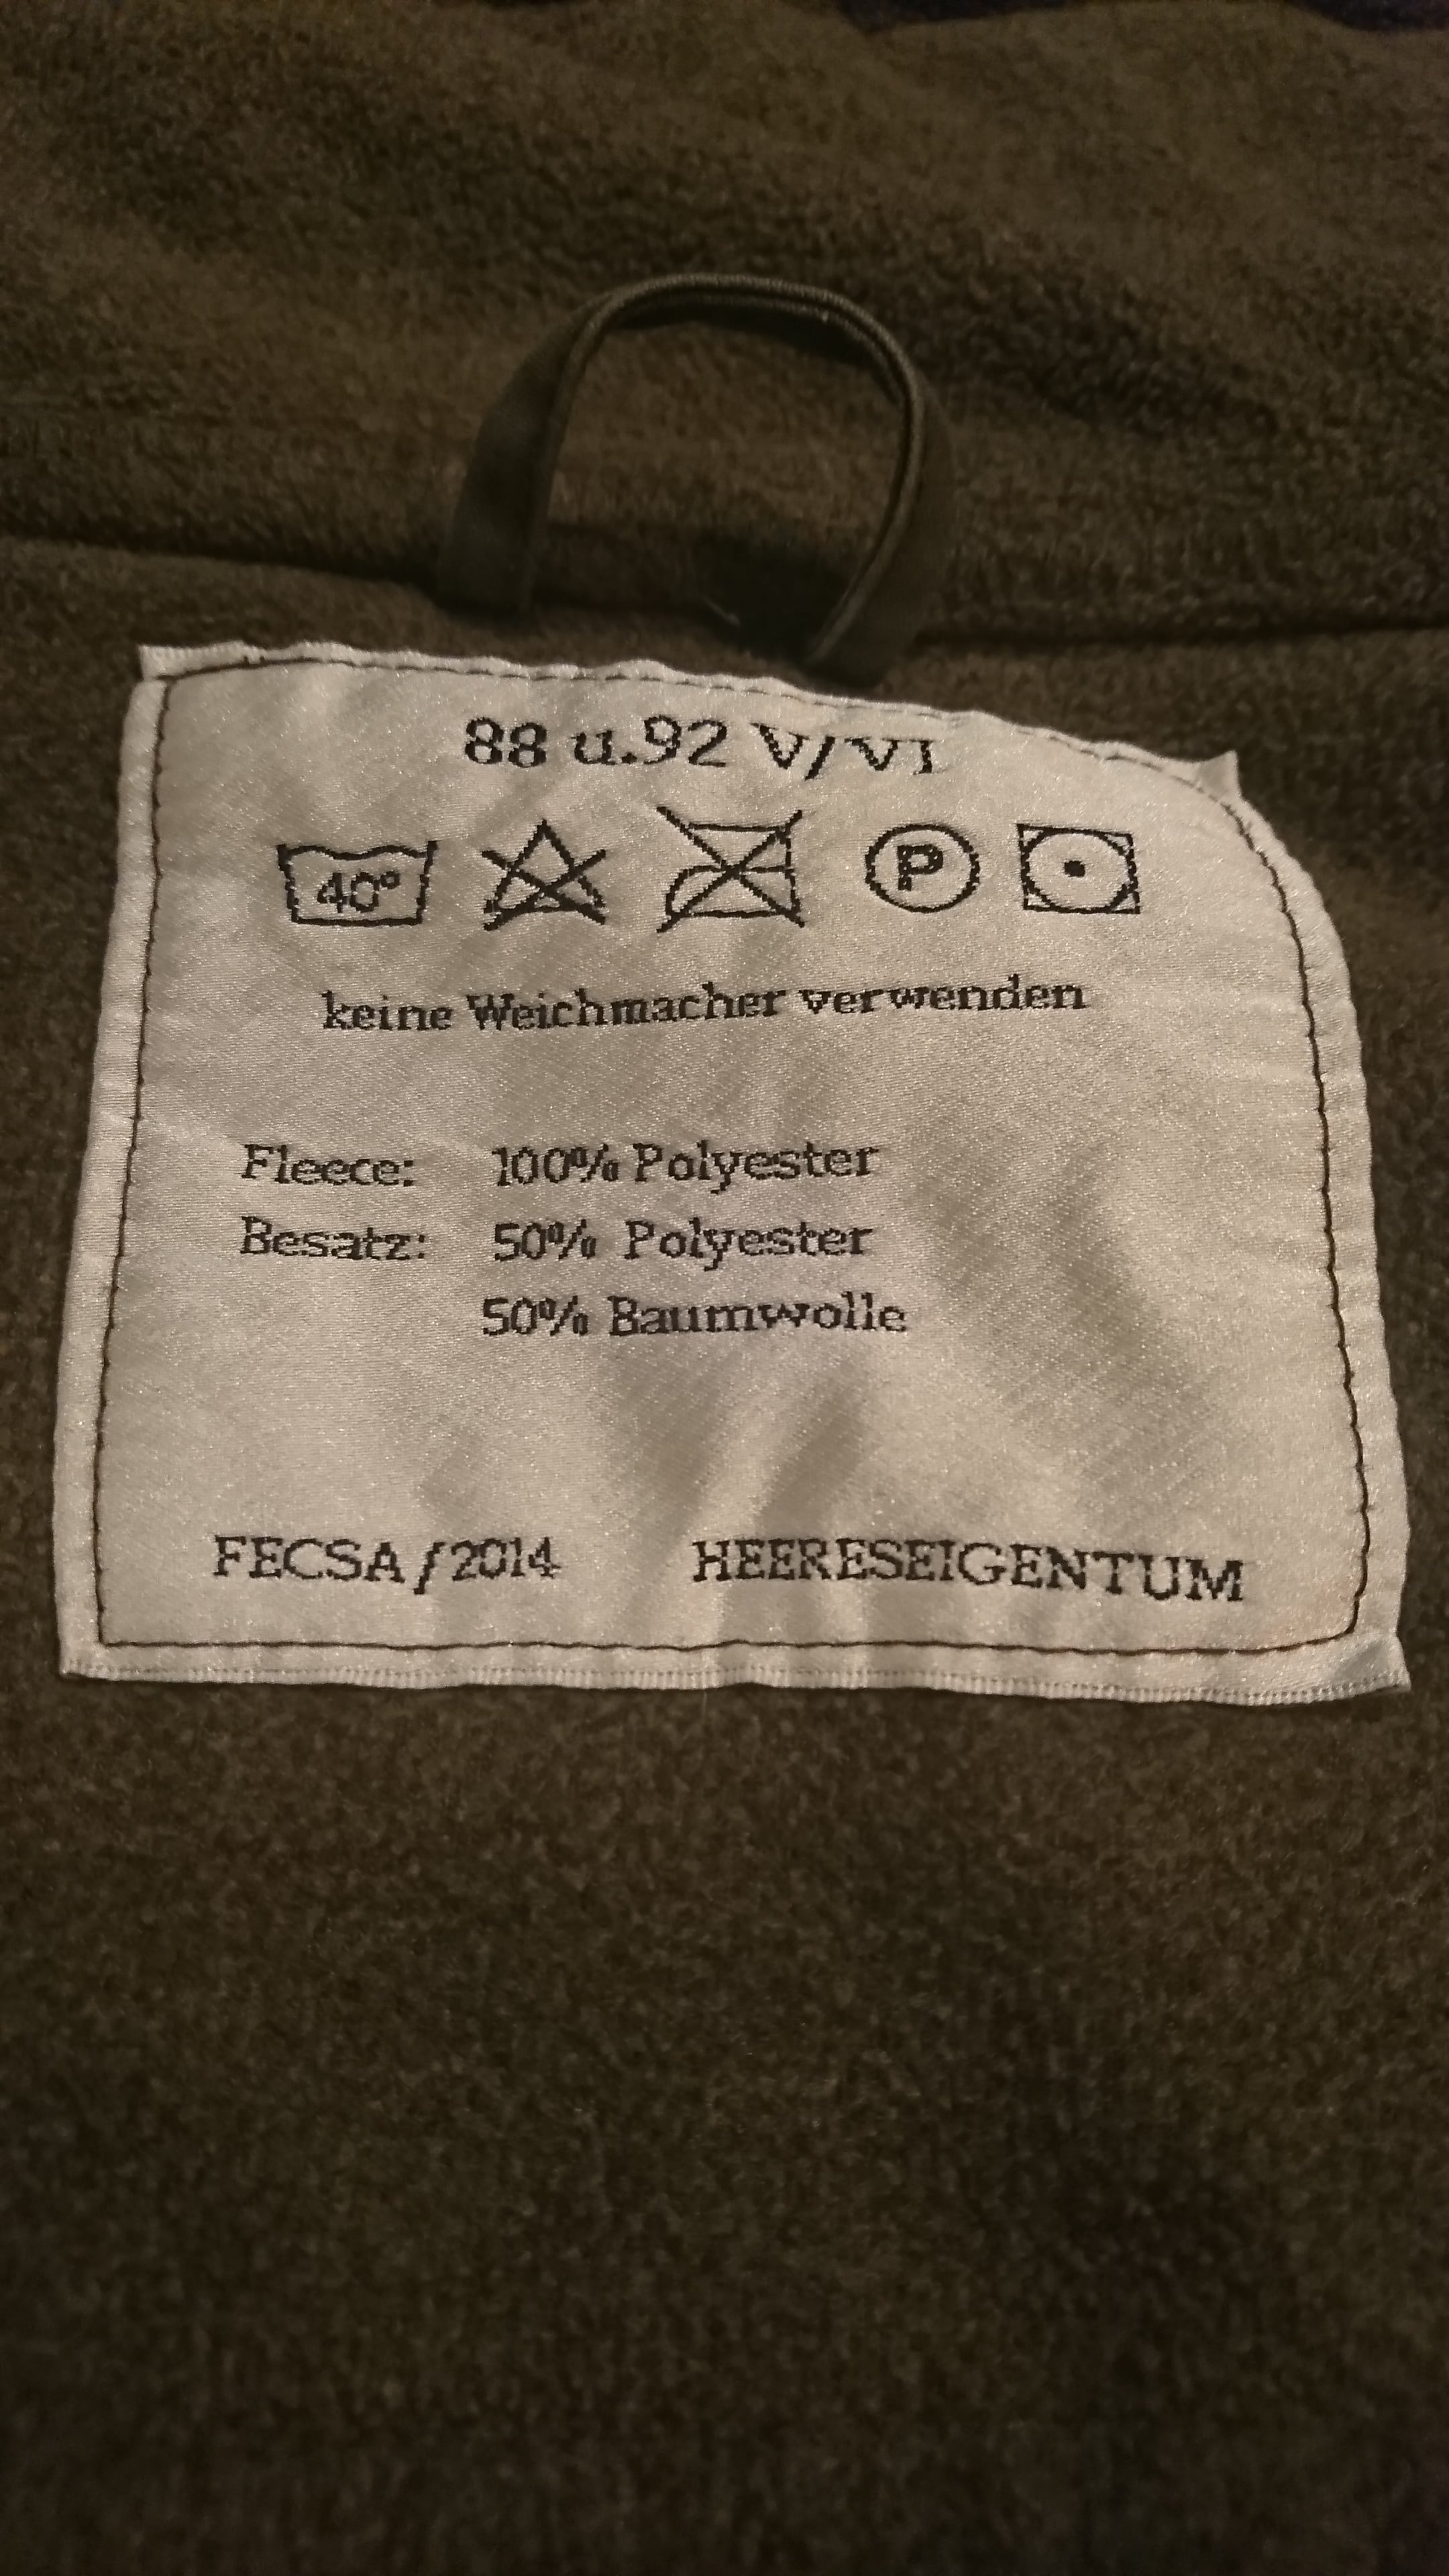 88 u.92 V/VI
40°
P
keine Weichmacher verwenden
Fleece: 100% Polyester
Besatz: 50% Polyester
50% Baumwolle
FECSA / 2014 HEERESEIGENTUM